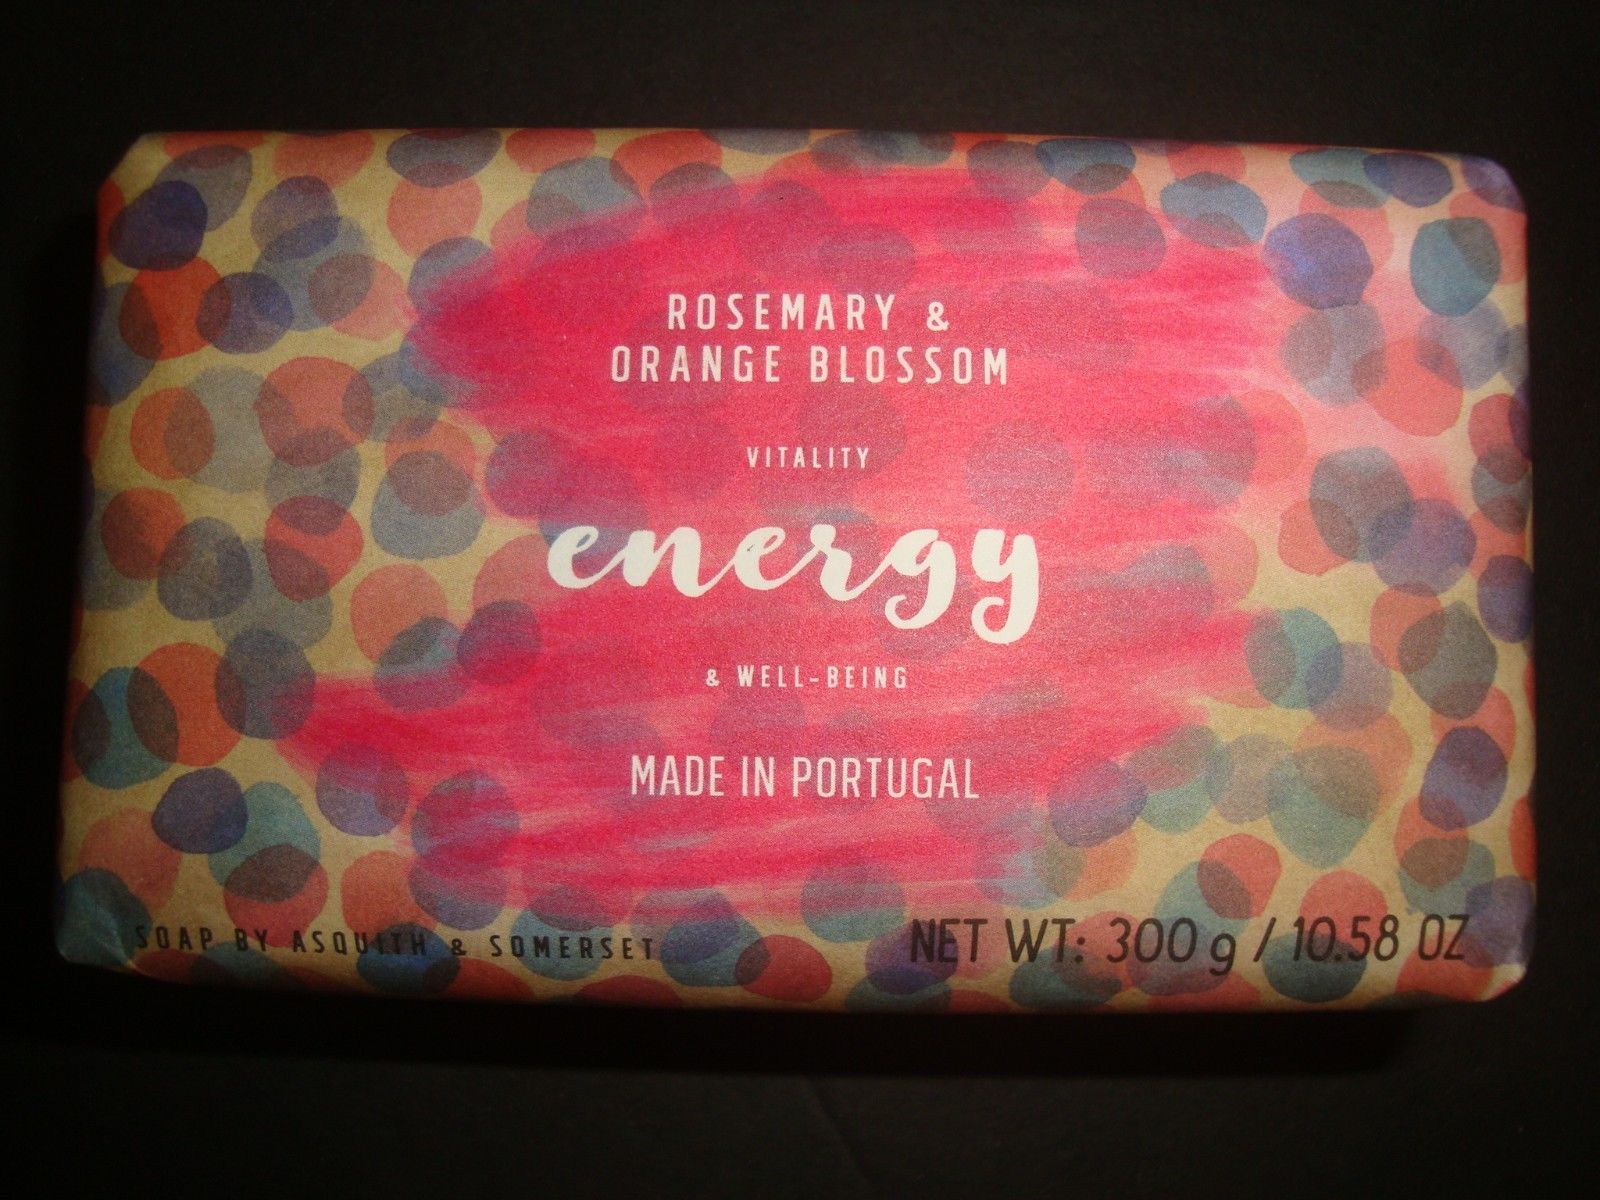 ROSEMARY &
ORANGE BLOSSOM
VITALITY
energy
& WELL-BEING
MADE IN PORTUGAL
SOAP BY ASQUITH & SOMERSET
NET WT: 300 g / 10.58 OZ